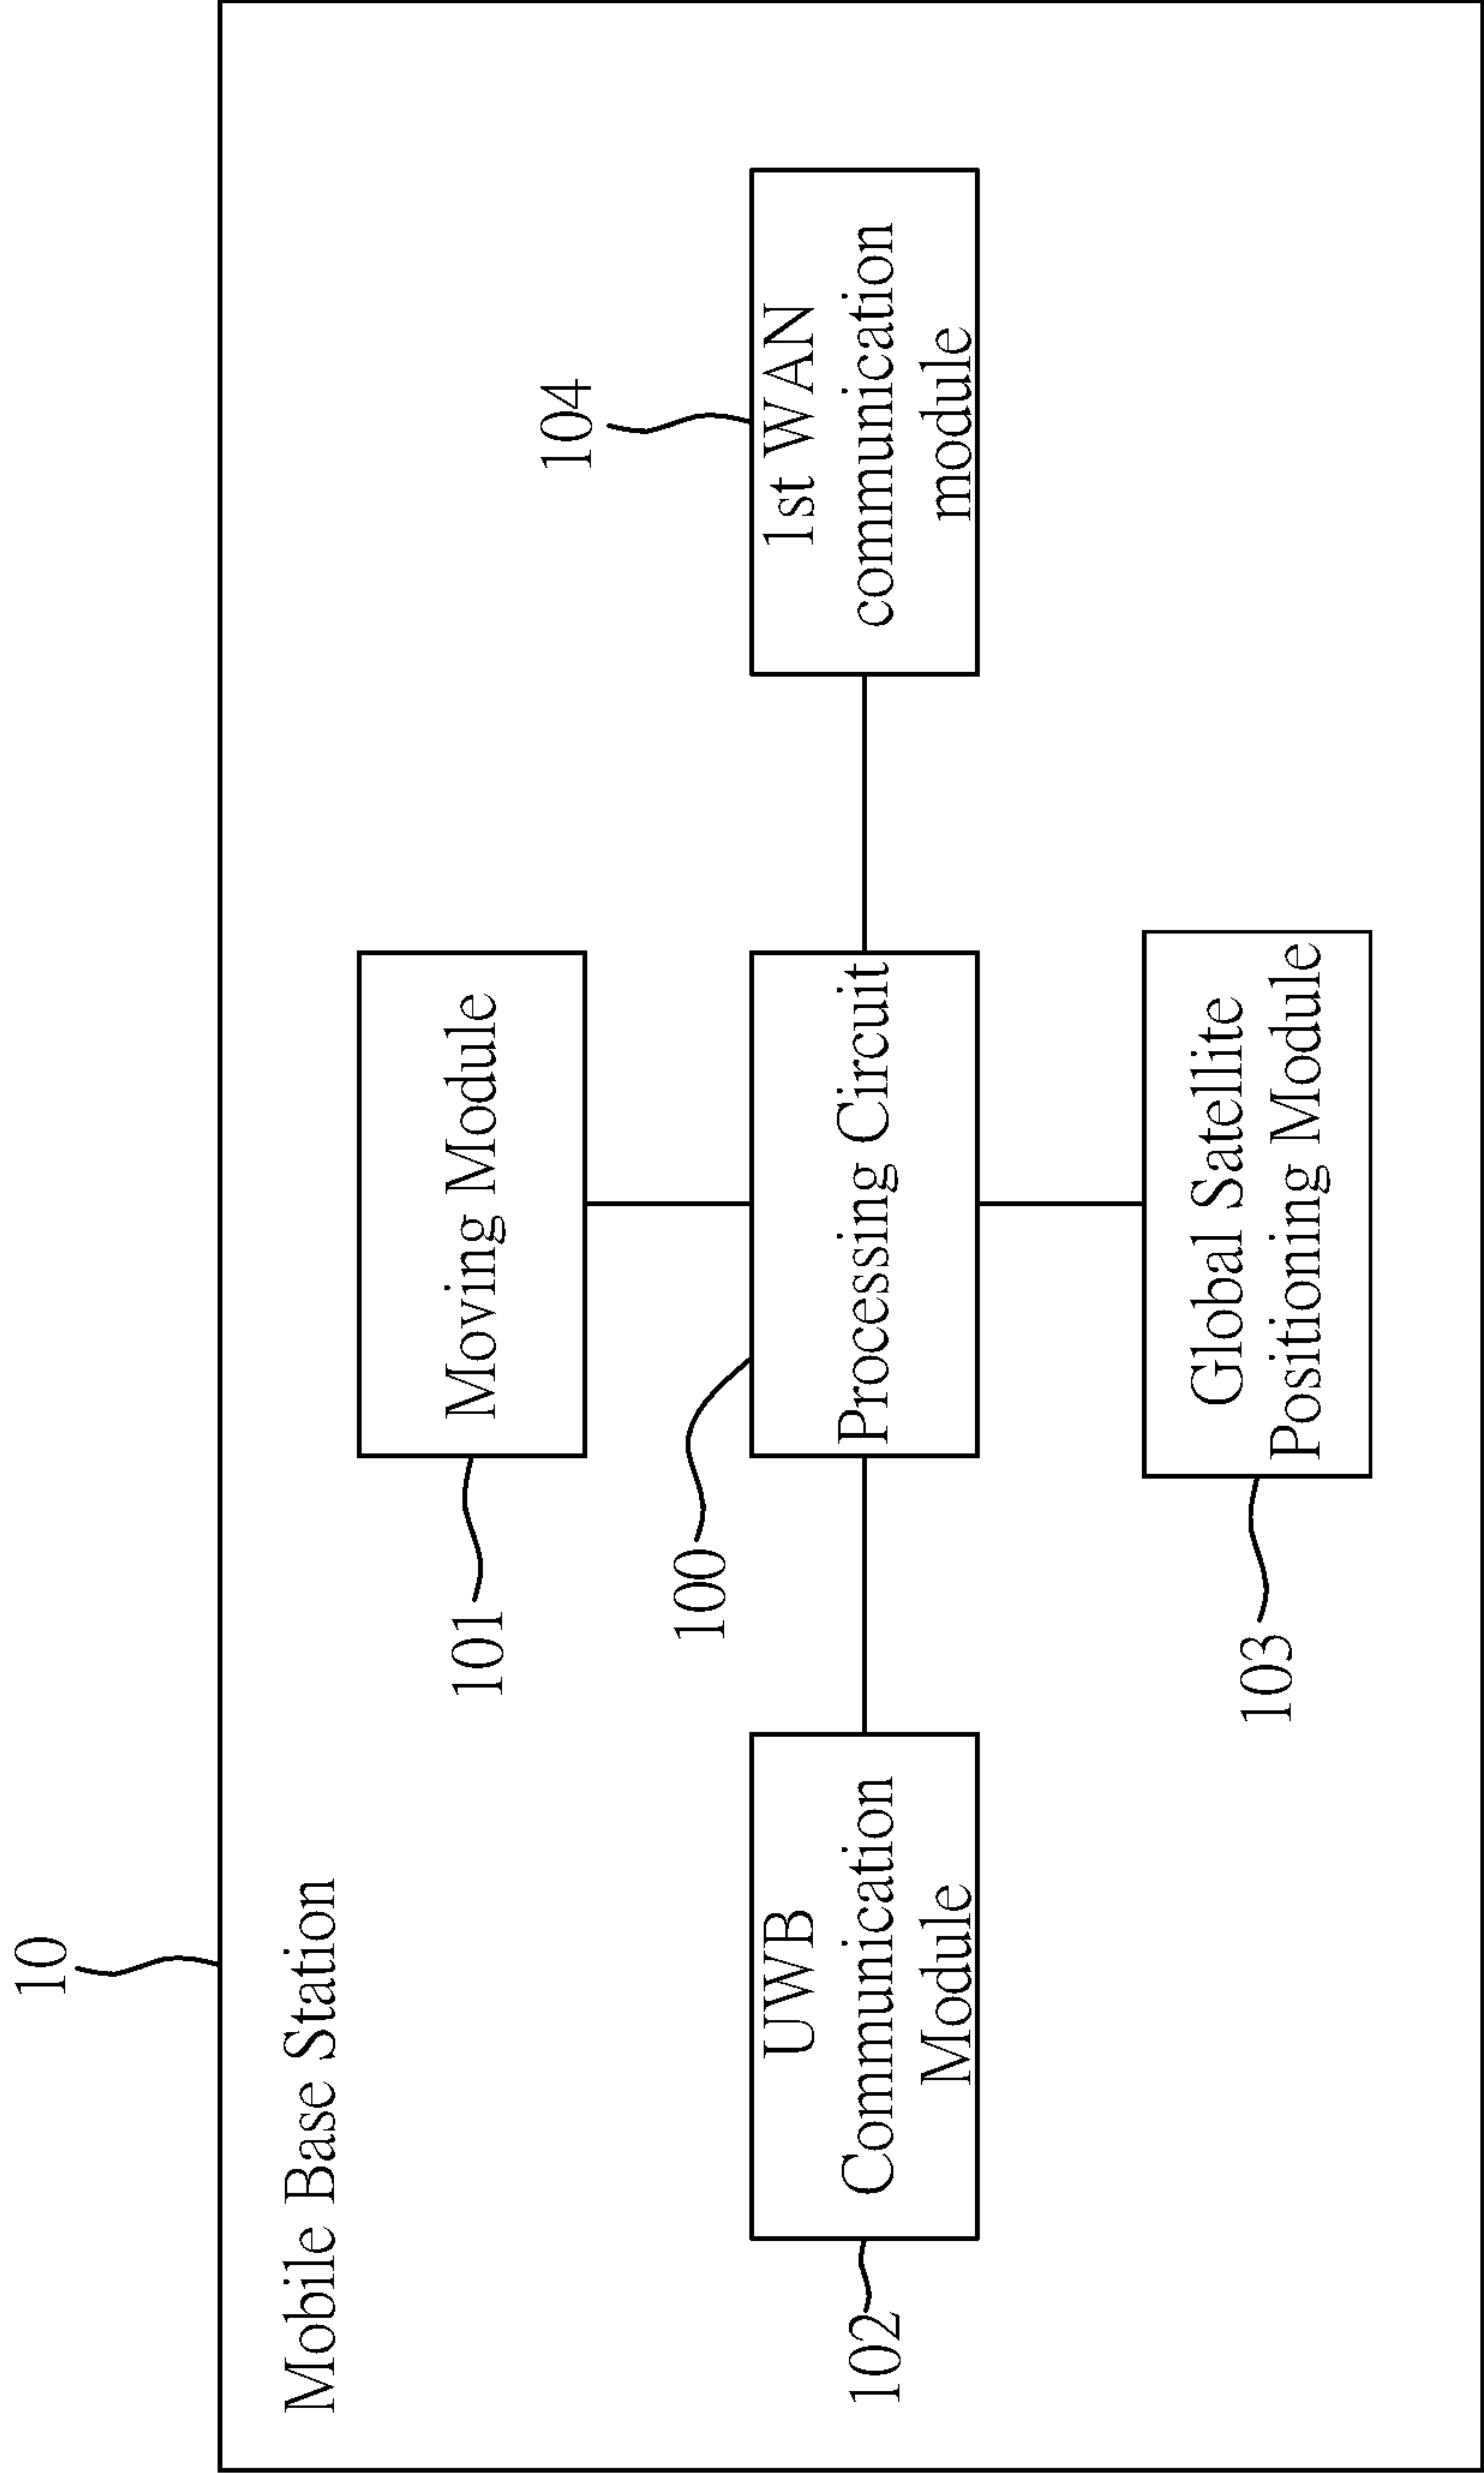 10
Mobile Base Station
101
Moving Module
104
100
102
UWB
Communication
Module
Processing Circuit
1st WAN
communication
module
103
Global Satellite
Positioning Module